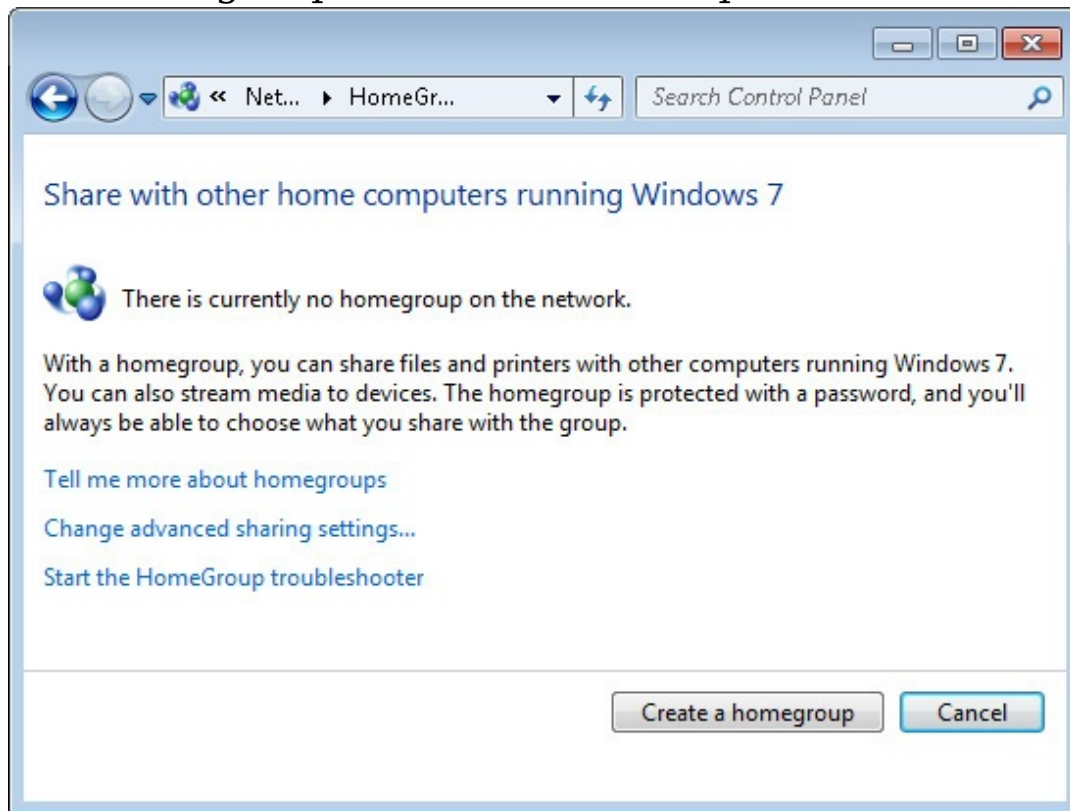 « Net... ▸ HomeGr...
Search Control Panel
Share with other home computers running Windows 7
There is currently no homegroup on the network.
With a homegroup, you can share files and printers with other computers running Windows 7.
You can also stream media to devices. The homegroup is protected with a password, and you'll
always be able to choose what you share with the group.
Tell me more about homegroups
Change advanced sharing settings...
Start the HomeGroup troubleshooter
Create a homegroup
Cancel